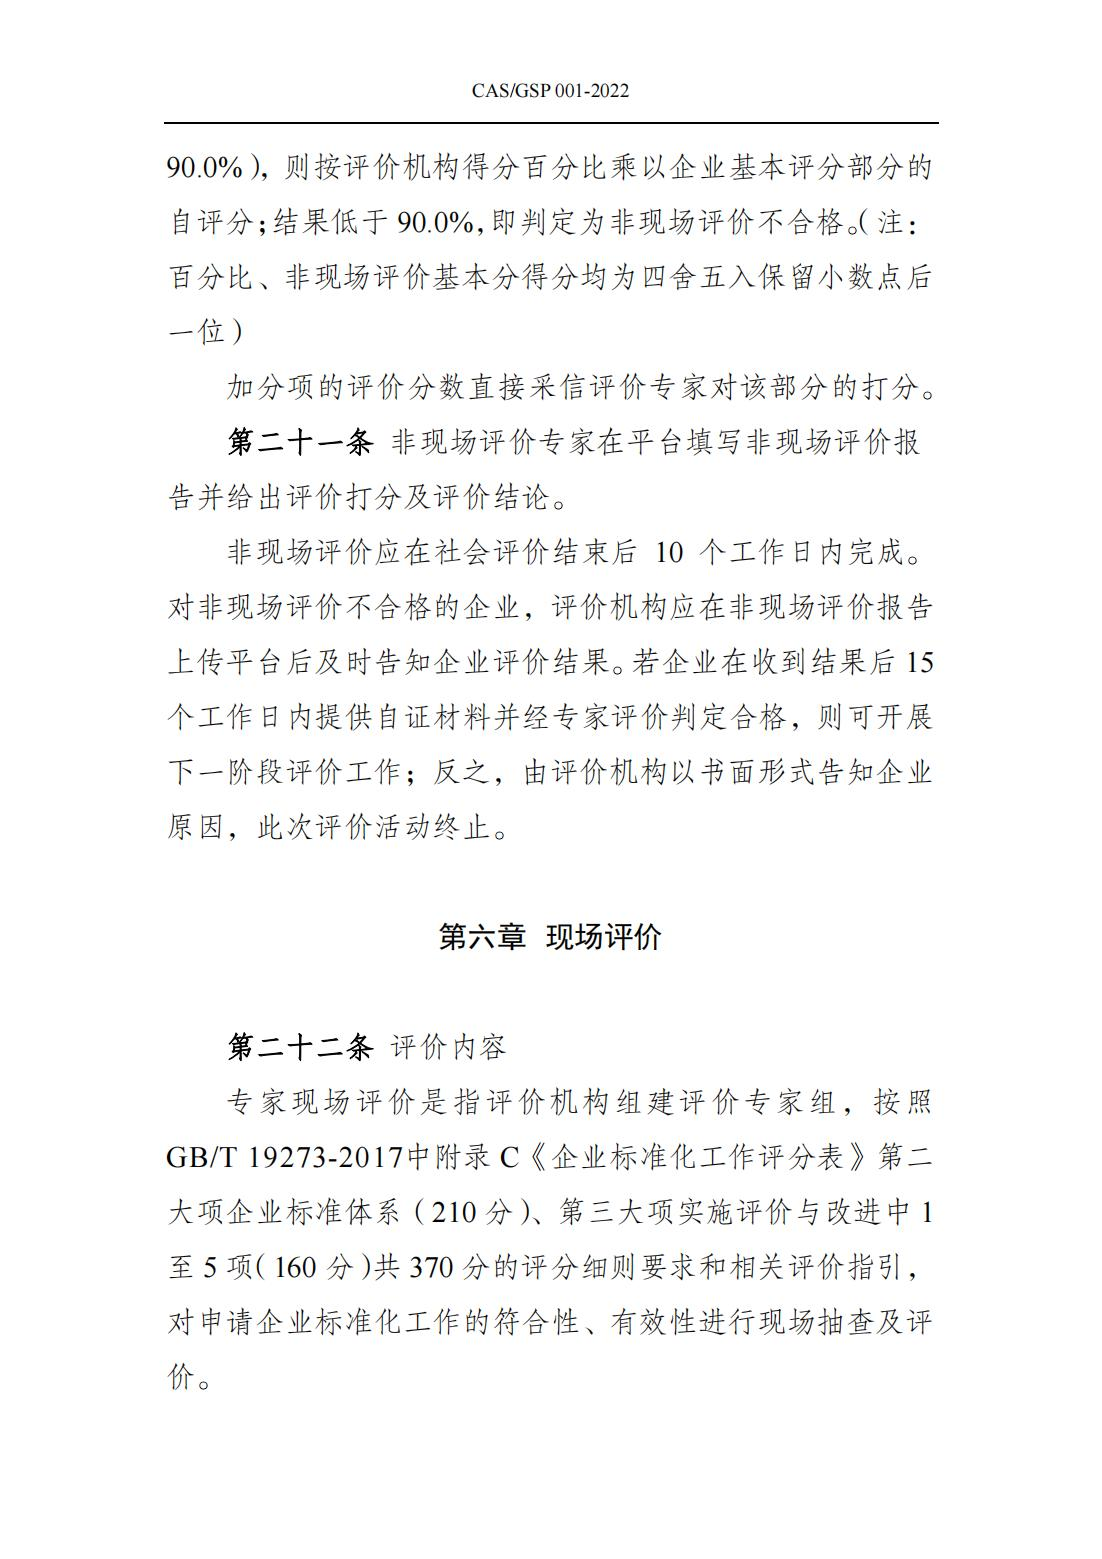 CAS/GSP 001-2022
90.0%），则按评价机构得分百分比乘以企业基本评分部分的
自评分；结果低于 90.0%，即判定为非现场评价不合格。（注：
百分比、非现场评价基本分得分均为四舍五入保留小数点后
一位）
加分项的评价分数直接采信评价专家对该部分的打分。
第二十一条 非现场评价专家在平台填写非现场评价报
告并给出评价打分及评价结论。
非现场评价应在社会评价结束后 10 个工作日内完成。
对非现场评价不合格的企业，评价机构应在非现场评价报告
上传平台后及时告知企业评价结果。若企业在收到结果后 15
个工作日内提供自证材料并经专家评价判定合格，则可开展
下一阶段评价工作；反之，由评价机构以书面形式告知企业
原因，此次评价活动终止。
第六章 现场评价
第二十二条 评价内容
专家现场评价是指评价机构组建评价专家组，按照
GB/T 19273-2017中附录 C《企业标准化工作评分表》第二
大项企业标准体系（210 分）、第三大项实施评价与改进中 1
至 5 项（160 分）共 370 分的评分细则要求和相关评价指引，
对申请企业标准化工作的符合性、有效性进行现场抽查及评
价。